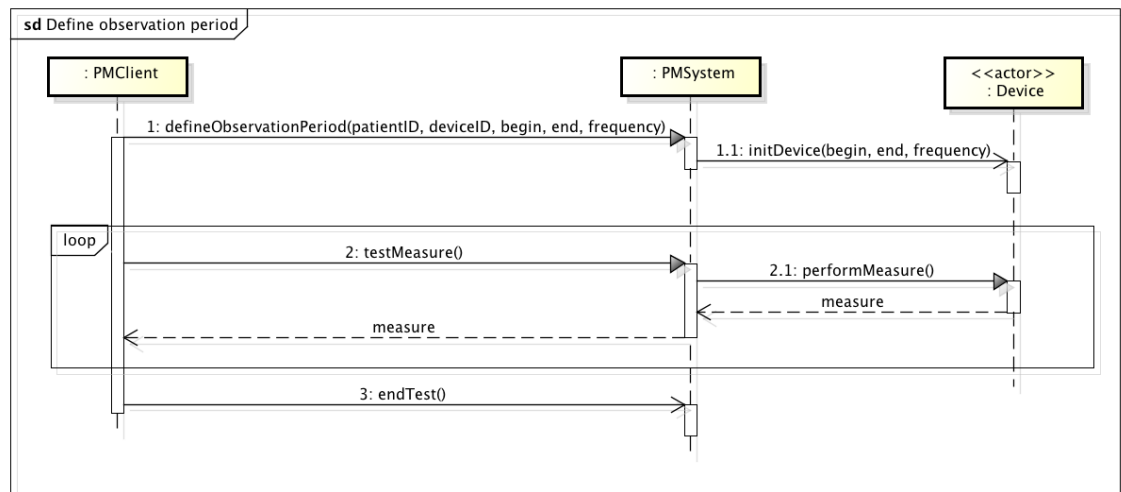 sd Define observation period
: PMClient
: PMSystem
<<actor>>
: Device
1: defineObservationPeriod(patientID, deviceID, begin, end, frequency)
1.1: initDevice(begin, end, frequency)
loop
2: testMeasure()
2.1: performMeasure()
measure
measure
3: endTest()